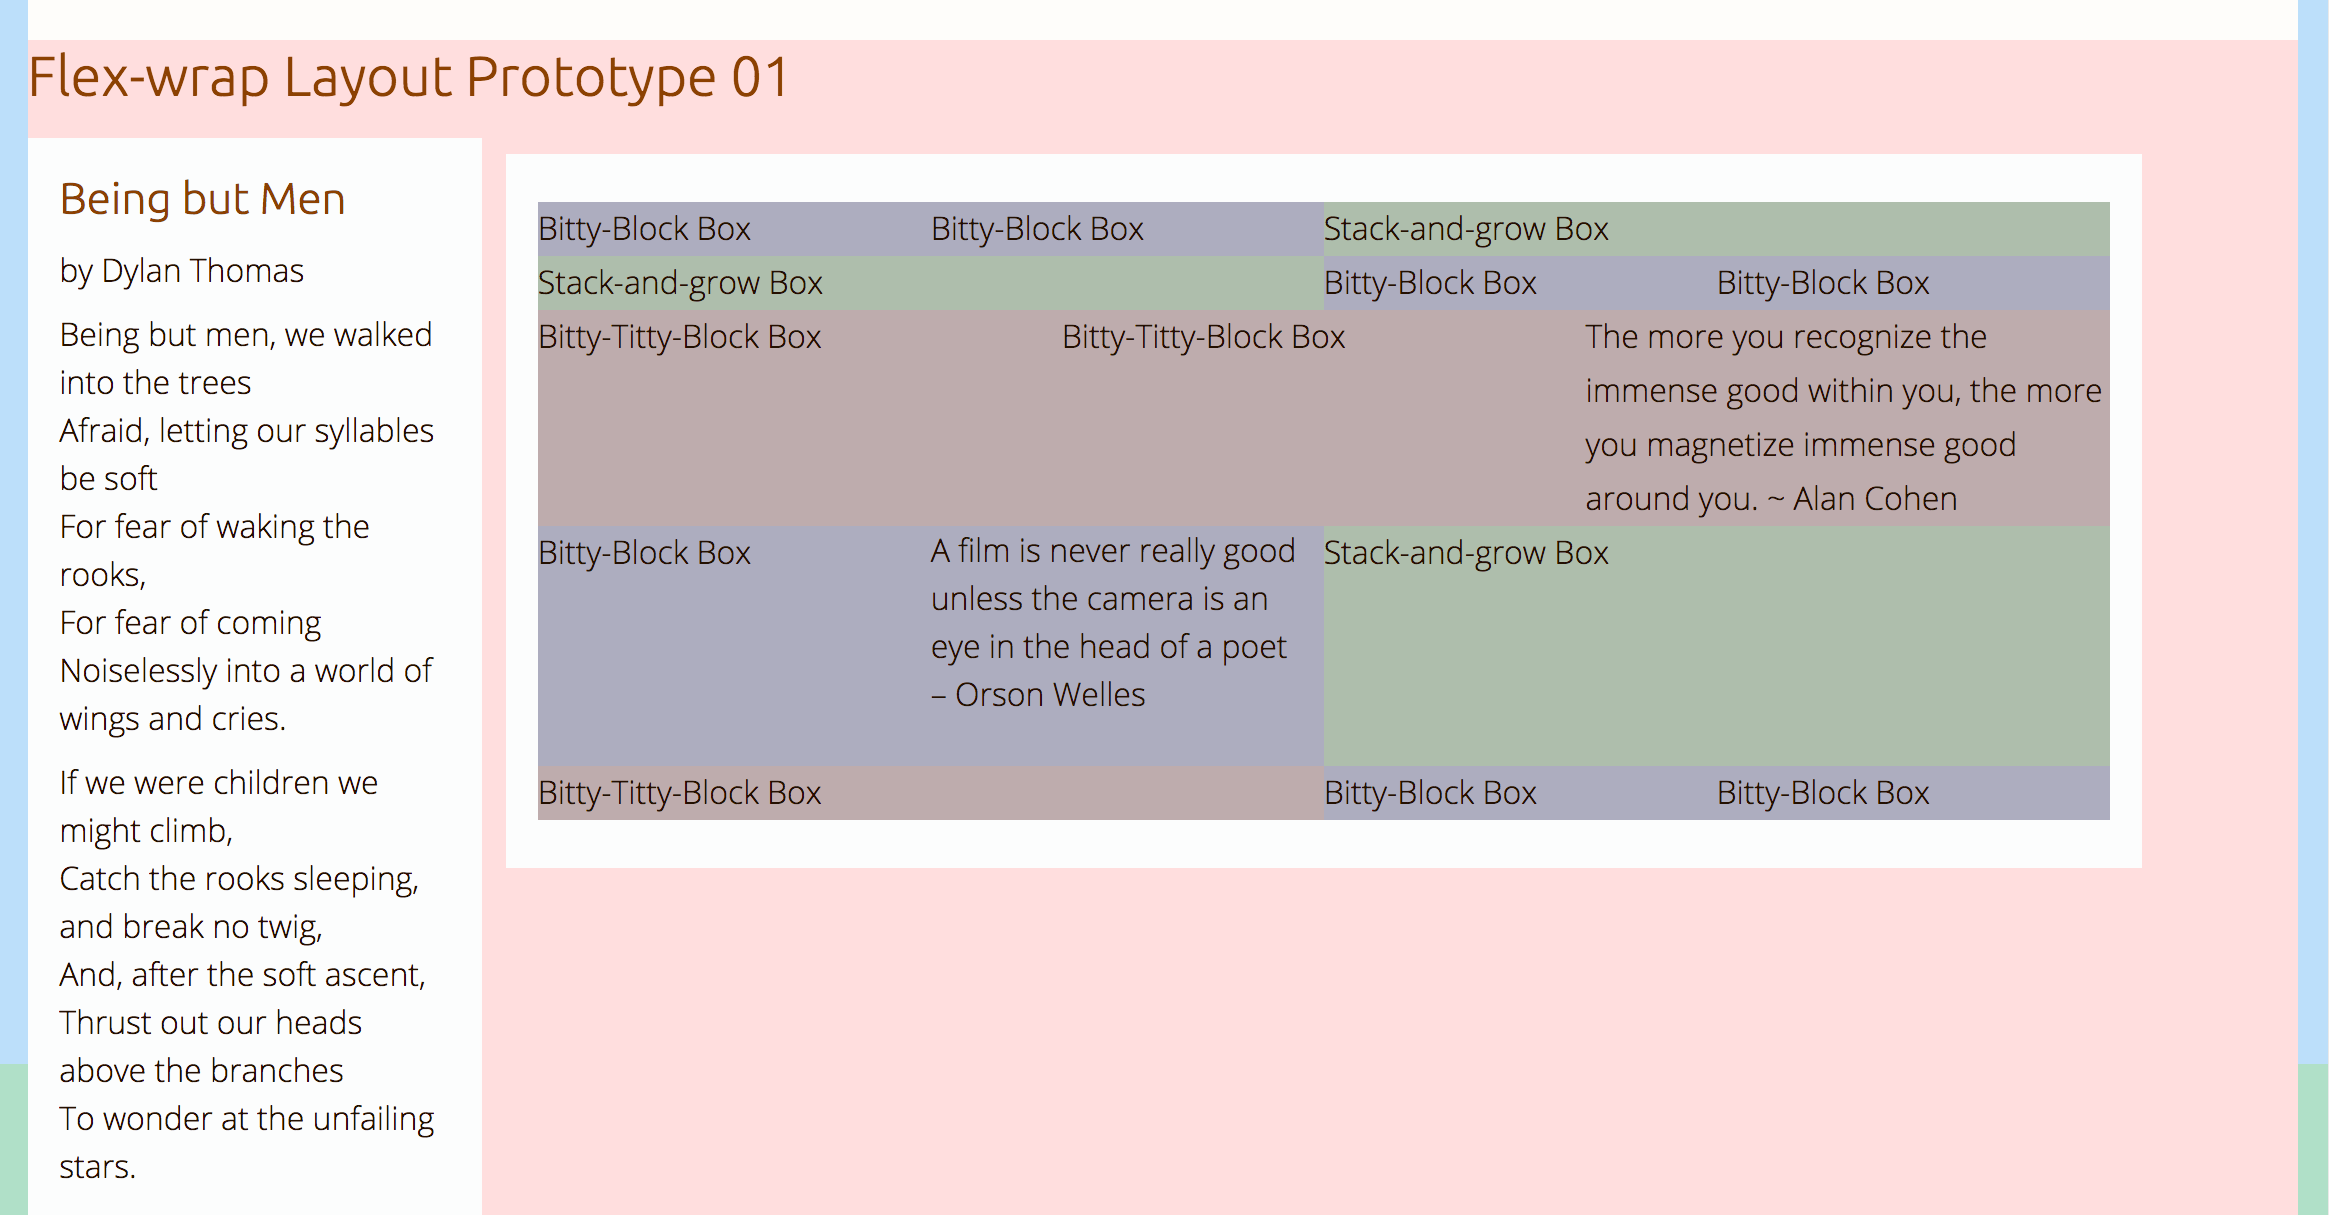 Flex-wrap Layout Prototype 01
Being but Men
by Dylan Thomas
Being but men, we walked
into the trees
Afraid, letting our syllables
be soft
For fear of waking the
rooks,
For fear of coming
Noiselessly into a world of
wings and cries.
If we were children we
might climb,
Catch the rooks sleeping,
and break no twig,
And, after the soft ascent,
Thrust out our heads
above the branches
To wonder at the unfailing
stars.
Bitty-Block Box
Bitty-Block Box
Stack-and-grow Box
Stack-and-grow Box
Bitty-Block Box
Bitty-Block Box
Bitty-Titty-Block Box
Bitty-Titty-Block Box
The more you recognize the
immense good within you, the more
you magnetize immense good
around you. ~ Alan Cohen
Bitty-Block Box
A film is never really good
unless the camera is an
eye in the head of a poet
– Orson Welles
Stack-and-grow Box
Bitty-Titty-Block Box
Bitty-Block Box
Bitty-Block Box